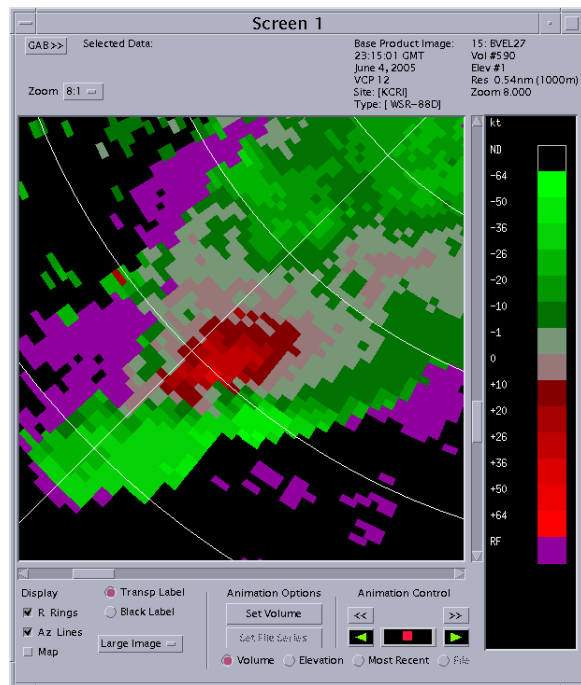 Screen 1
GAB>> Selected Data:
Zoom 8:1
Base Product Image:
23:15:01 GMT
June 4, 2005
VCP 12
Site: [KCRI]
Type: [ WSR-88D]
15: BVEL27
Vol #590
Elev #1
Res 0.54nm (1000m)
Zoom 8.000
kt
ND
-64
-50
-36
-26
-20
-10
-1
0
+10
+20
+26
+36
+50
+64
RF
Display
R Rings
Az Lines
Map
Transp Label
Black Label
Large Image
Animation Options
Set Volume
Set File Series
Volume Elevation Most Recent File
Animation Control
<< >>